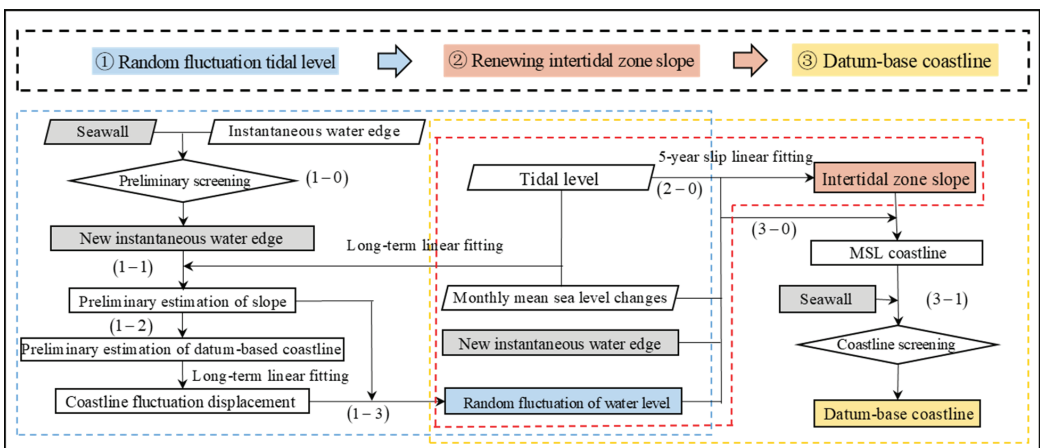 ① Random fluctuation tidal level
② Renewing intertidal zone slope
③ Datum-base coastline
Seawall
Instantaneous water edge
Preliminary screening
(1−0)
New instantaneous water edge
(1−1)
Long-term linear fitting
Preliminary estimation of slope
(1−2)
Preliminary estimation of datum-based coastline
Long-term linear fitting
Coastline fluctuation displacement
(1−3)
5-year slip linear fitting
Tidal level
(2−0)
Monthly mean sea level changes
New instantaneous water edge
Random fluctuation of water level
Intertidal zone slope
(3−0)
MSL coastline
Seawall
(3−1)
Coastline screening
Datum-base coastline